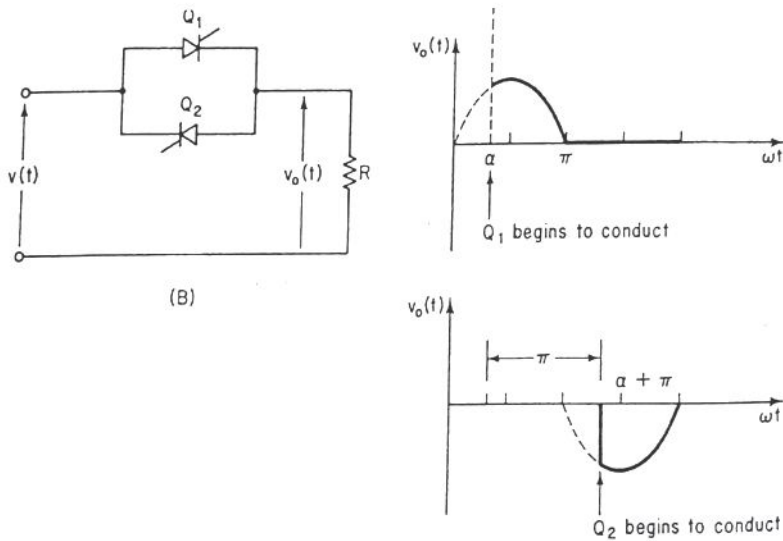 Q1
Q2
v(t)
vo(t)
R
(B)
vo(t)
α
π
ωt
Q1 begins to conduct
vo(t)
π
α + π
ωt
Q2 begins to conduct